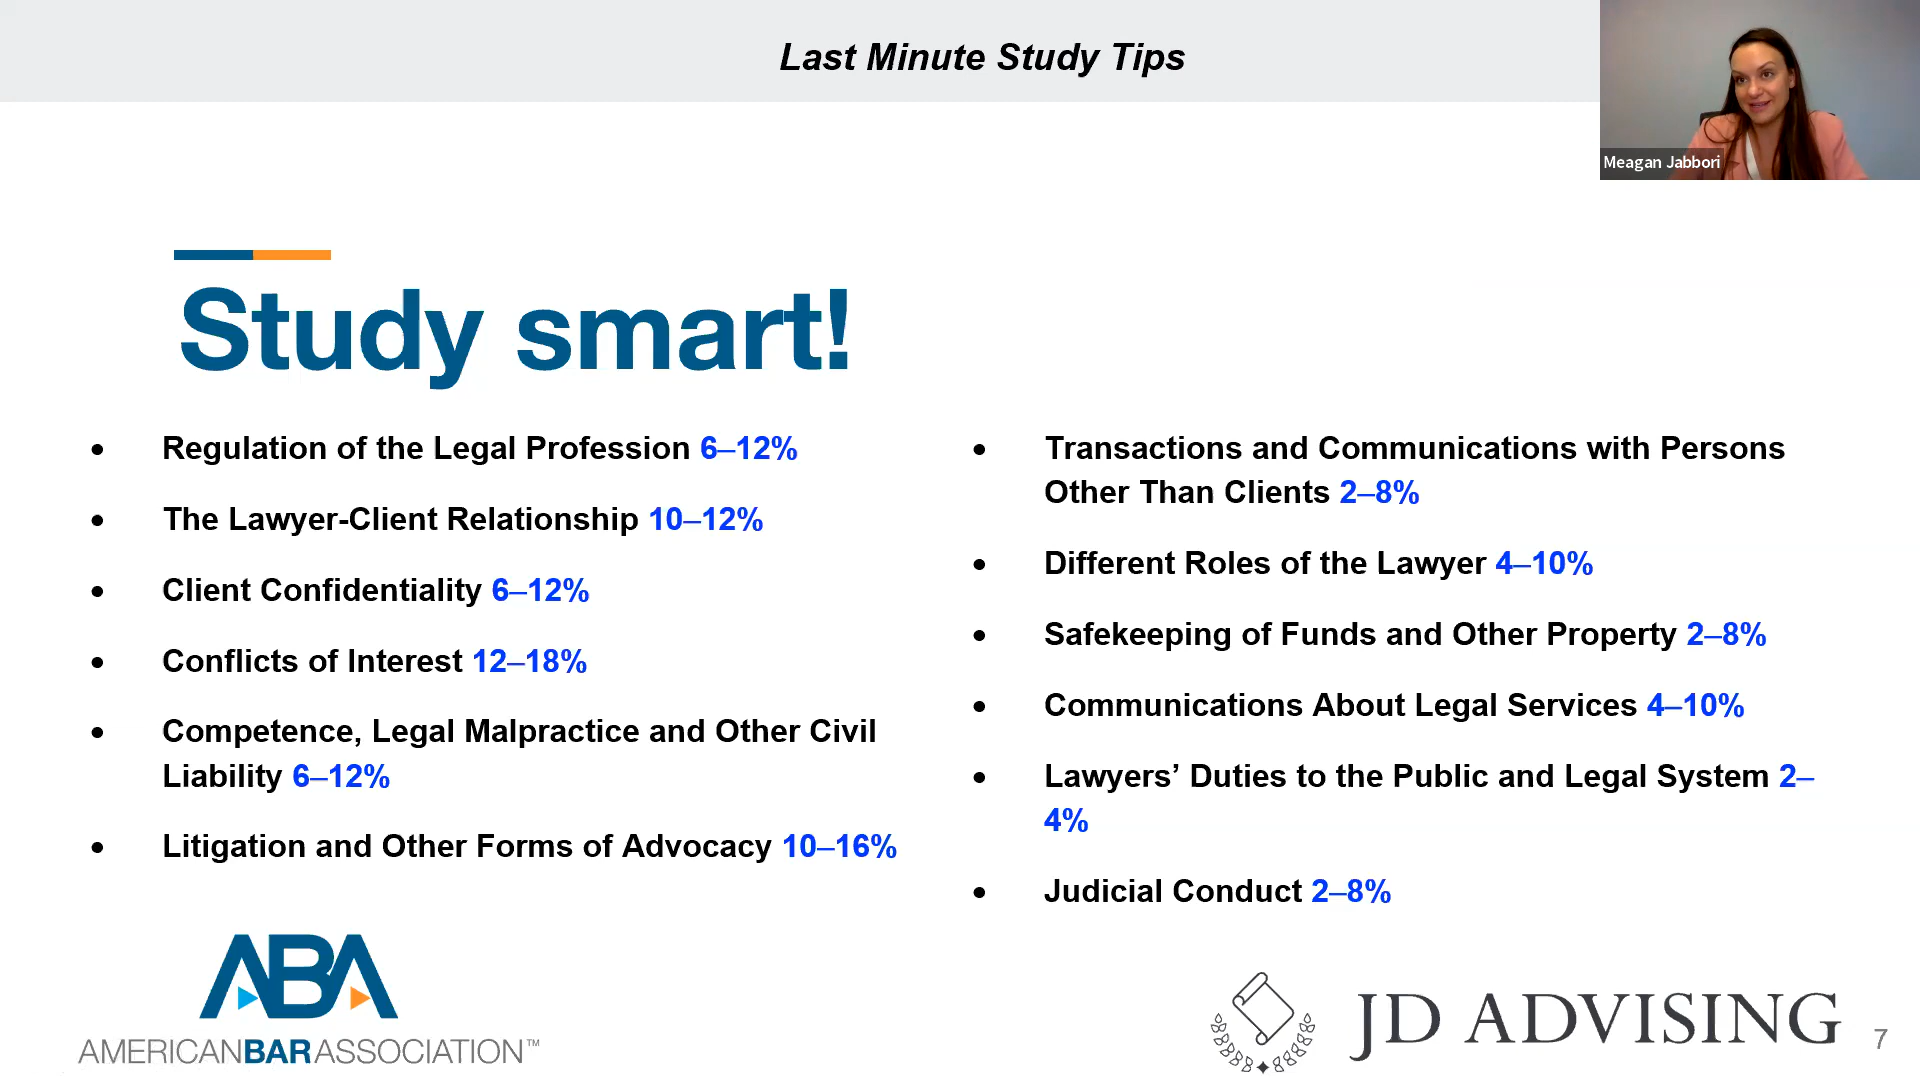 Last Minute Study Tips
Meagan Jabbori
Study smart!
• Regulation of the Legal Profession 6–12%
• The Lawyer-Client Relationship 10–12%
• Client Confidentiality 6–12%
• Conflicts of Interest 12–18%
• Competence, Legal Malpractice and Other Civil
Liability 6–12%
• Litigation and Other Forms of Advocacy 10–16%
• Transactions and Communications with Persons
Other Than Clients 2–8%
• Different Roles of the Lawyer 4–10%
• Safekeeping of Funds and Other Property 2–8%
• Communications About Legal Services 4–10%
• Lawyers’ Duties to the Public and Legal System 2–
4%
• Judicial Conduct 2–8%
ABA
AMERICANBARASSOCIATION™
JD ADVISING
7